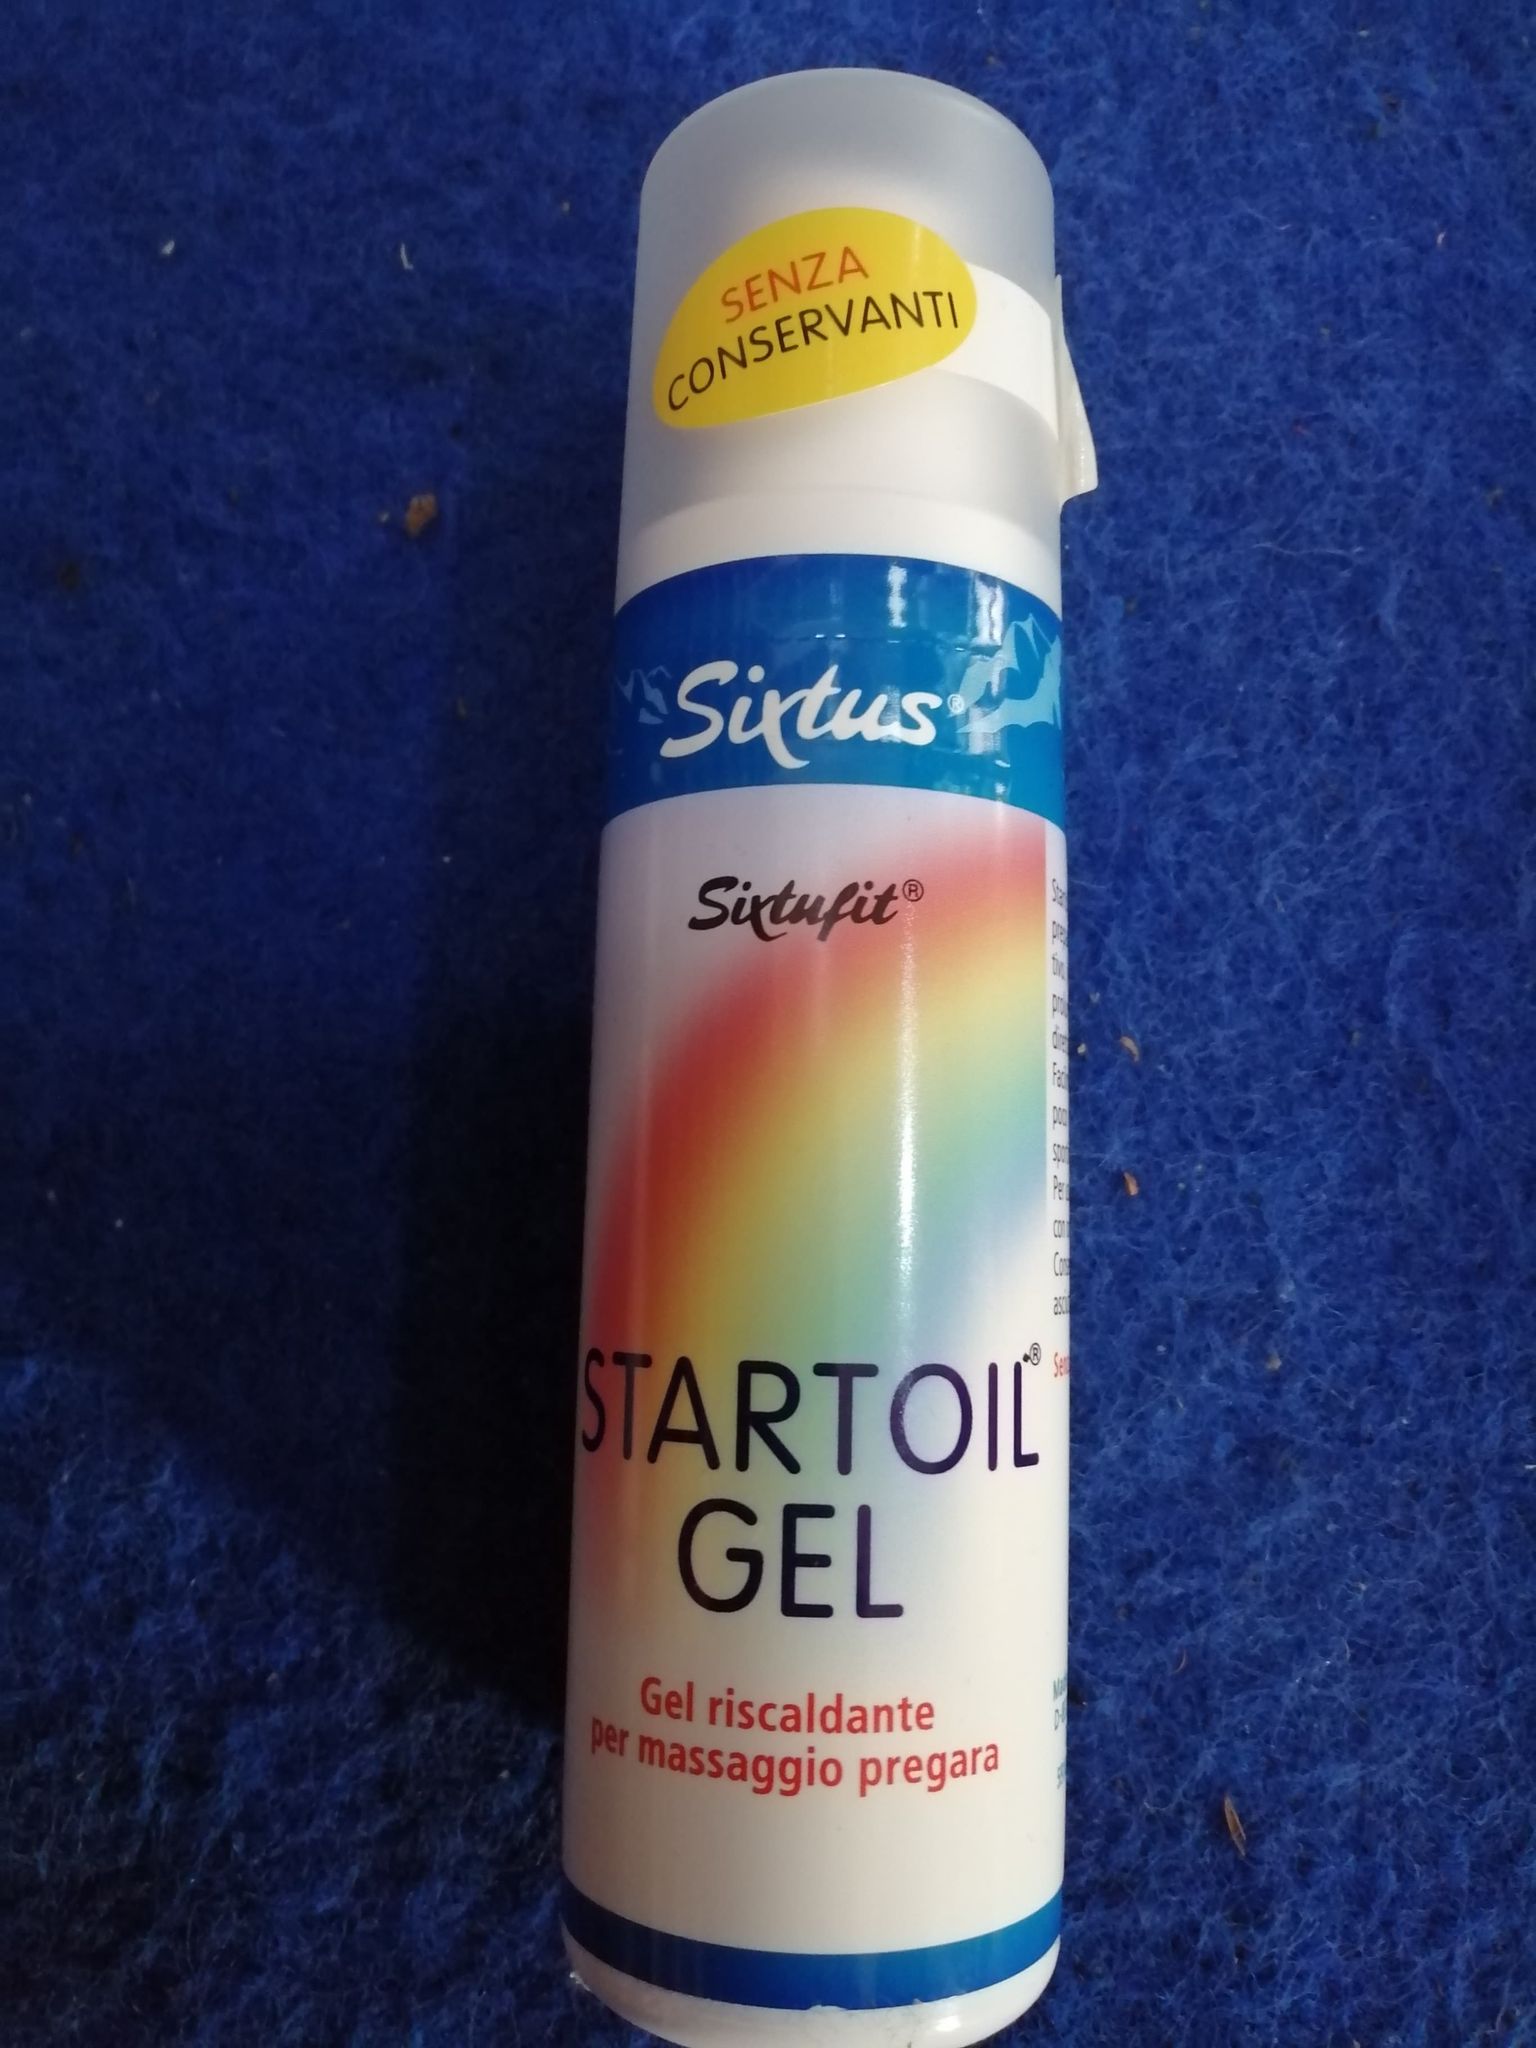 SENZA
CONSERVANTI
Sixtus®
Sixtufit®
STARTOIL®
GEL
Gel riscaldante
per massaggio pregara